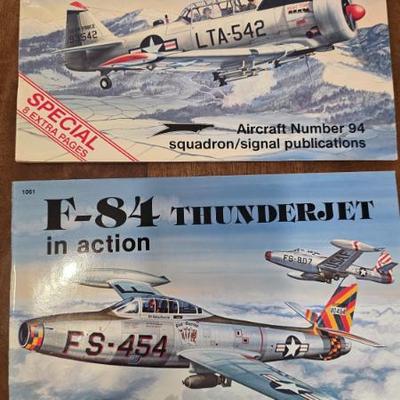 LTA-542
SPECIAL
8 EXTRA PAGES
Aircraft Number 94
squadron/signal publications
1061
F-84 THUNDERJET
in action
FS-807
FS-454